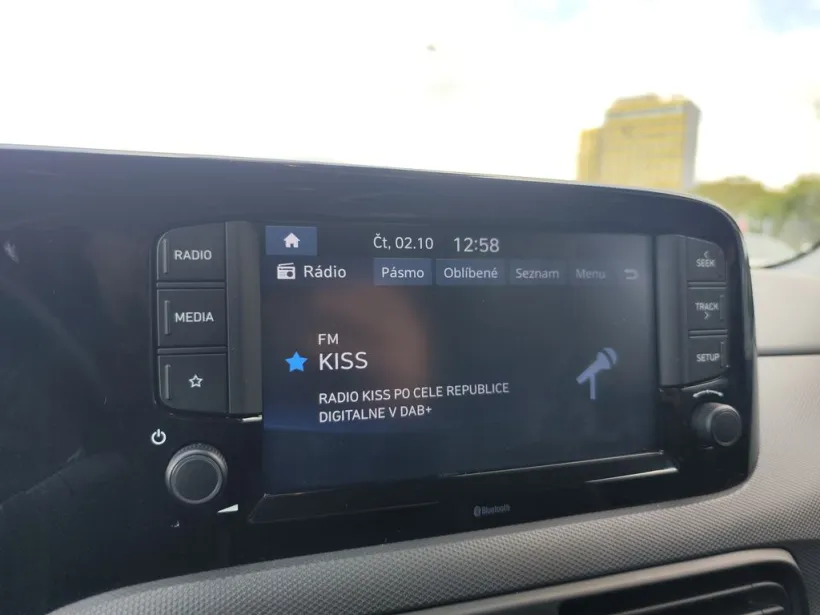 Čt, 02.10 12:58
Rádio Pásmo Oblíbené Seznam Menu
FM
KISS
RADIO KISS PO CELE REPUBLICE
DIGITALNE V DAB+
RADIO
MEDIA
SEEK
TRACK
SETUP
Bluetooth